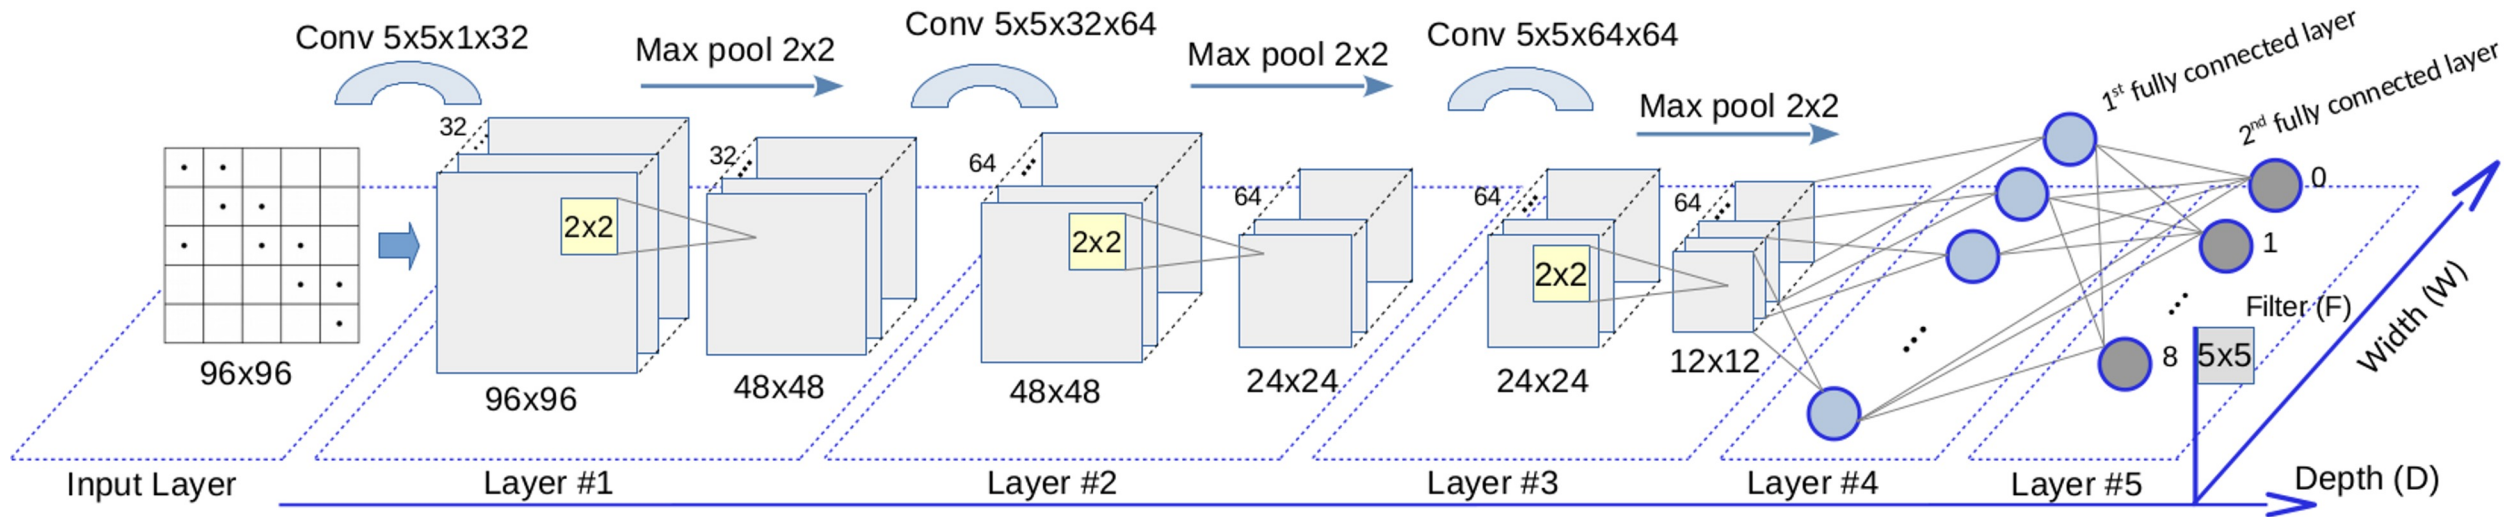 Conv 5x5x1x32
Max pool 2x2
Conv 5x5x32x64
Max pool 2x2
Conv 5x5x64x64
Max pool 2x2
1st fully connected layer
2nd fully connected layer
32
32
64
64
64
64
2x2
2x2
2x2
0
1
8
Filter (F)
5x5
Width (W)
96x96
96x96
48x48
48x48
24x24
24x24
12x12
Input Layer
Layer #1
Layer #2
Layer #3
Layer #4
Layer #5
Depth (D)